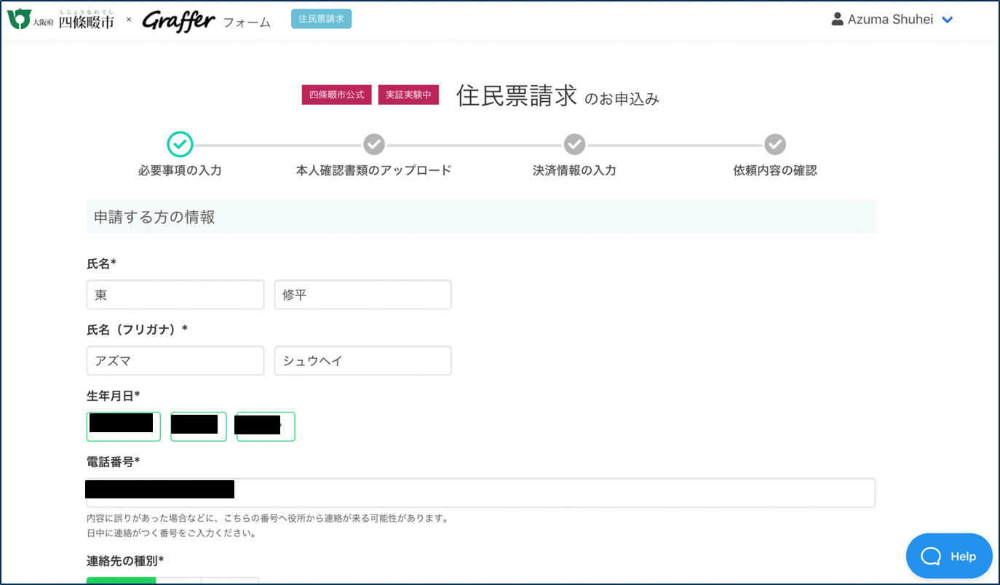 大阪府 四條畷市 しじょうなわてし × Graffer フォーム 住民票請求 Azuma Shuhei
四條畷市公式 実証実験中 住民票請求 のお申込み
必要事項の入力 本人確認書類のアップロード 決済情報の入力 依頼内容の確認
申請する方の情報
氏名*
東 修平
氏名（フリガナ）*
アズマ シュウヘイ
生年月日*
電話番号*
内容に誤りがあった場合などに、こちらの番号へ役所から連絡が来る可能性があります。
日中に連絡がつく番号をご入力ください。
連絡先の種別*
Help